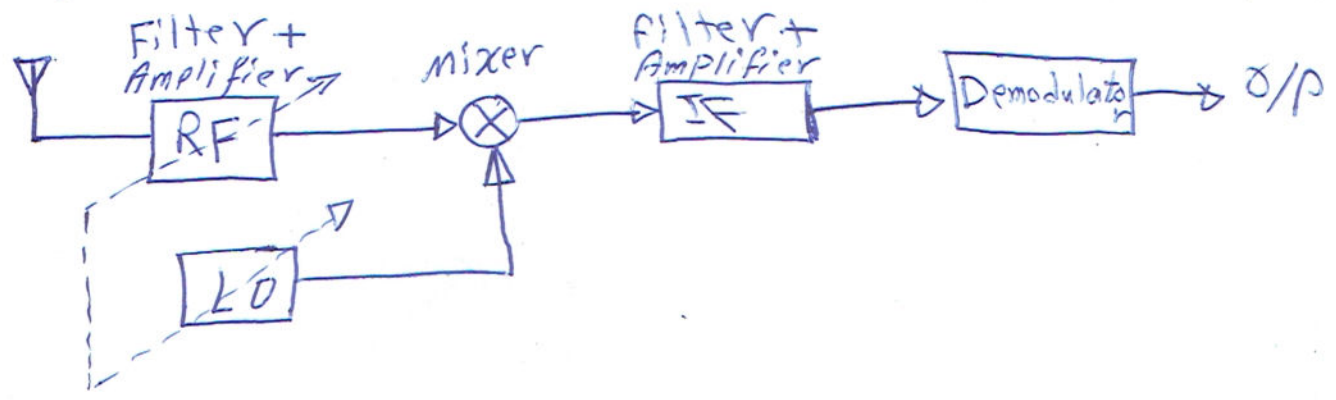 Filter +
Amplifier
RF
Mixer
Filter +
Amplifier
IF
Demodulator
O/P
LO